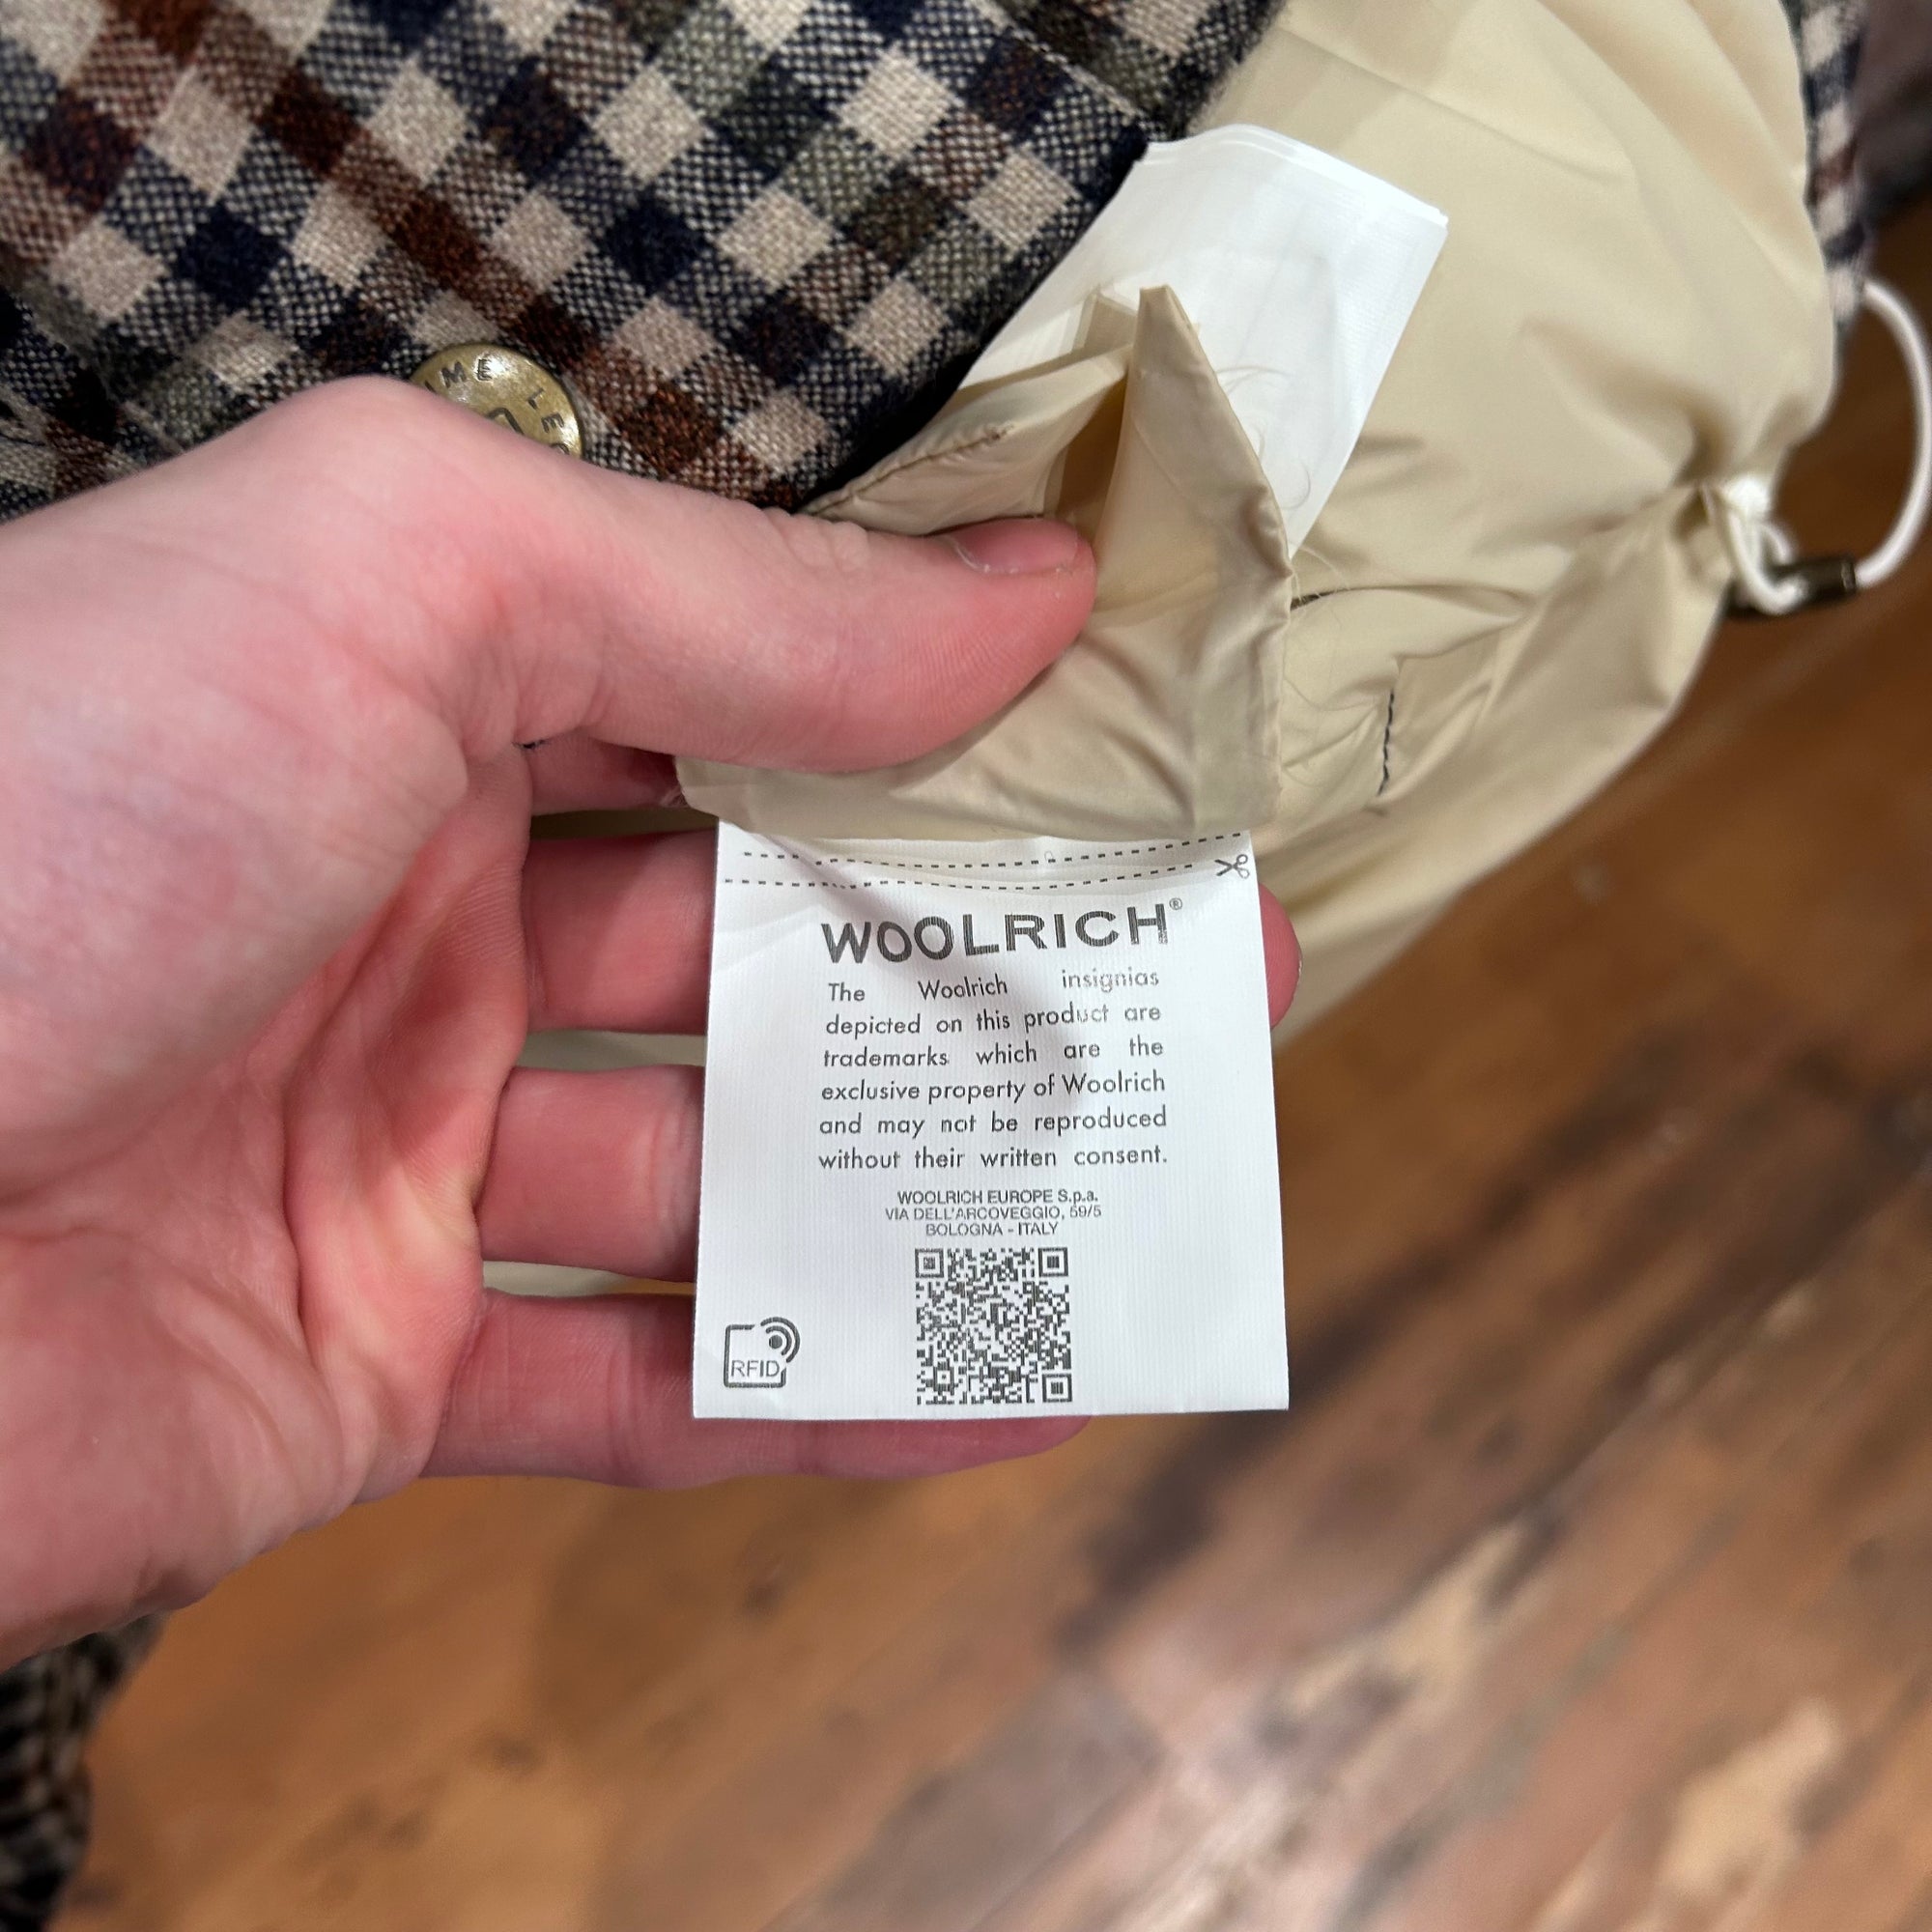 WOOLRICH®
The Woolrich insignias
depicted on this product are
trademarks which are the
exclusive property of Woolrich
and may not be reproduced
without their written consent.
WOOLRICH EUROPE S.p.a.
VIA DELL'ARCOVEGGIO, 59/5
BOLOGNA - ITALY
RFID